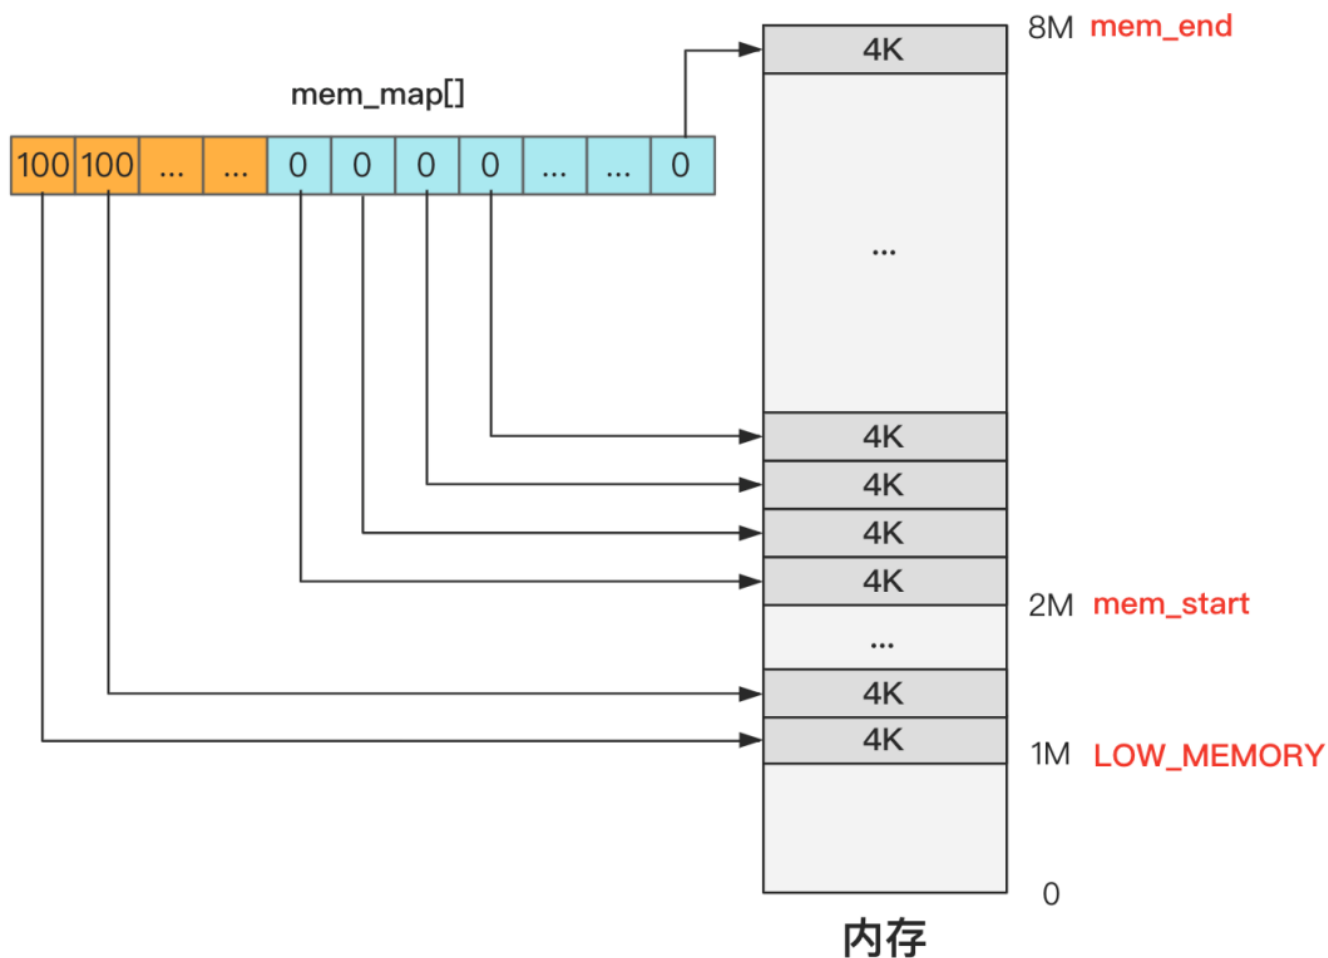 8M mem_end
4K
mem_map[]
100 100 ... ... 0 0 0 0 ... ... 0
...
4K
4K
4K
4K
2M mem_start
...
4K
4K
1M LOW_MEMORY
0
内存